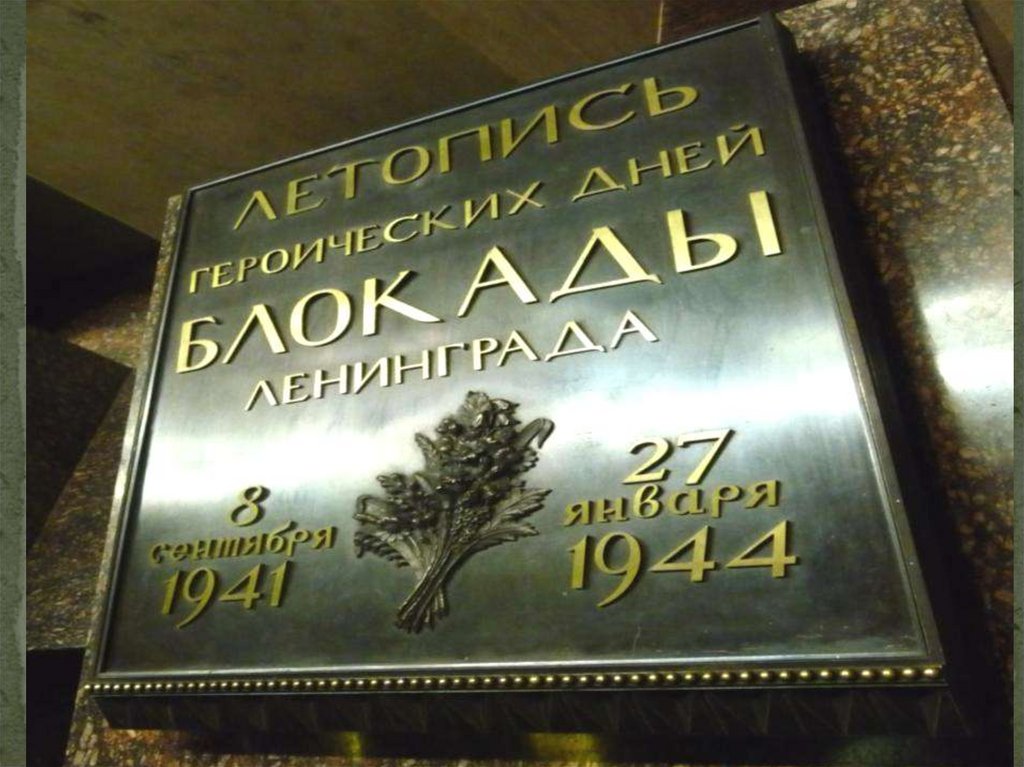 ЛЕТОПИСЬ
ГЕРОИЧЕСКИХ ДНЕЙ
БЛОКАДЫ
ЛЕНИНГРАДА
8
сентября
1941
27
января
1944